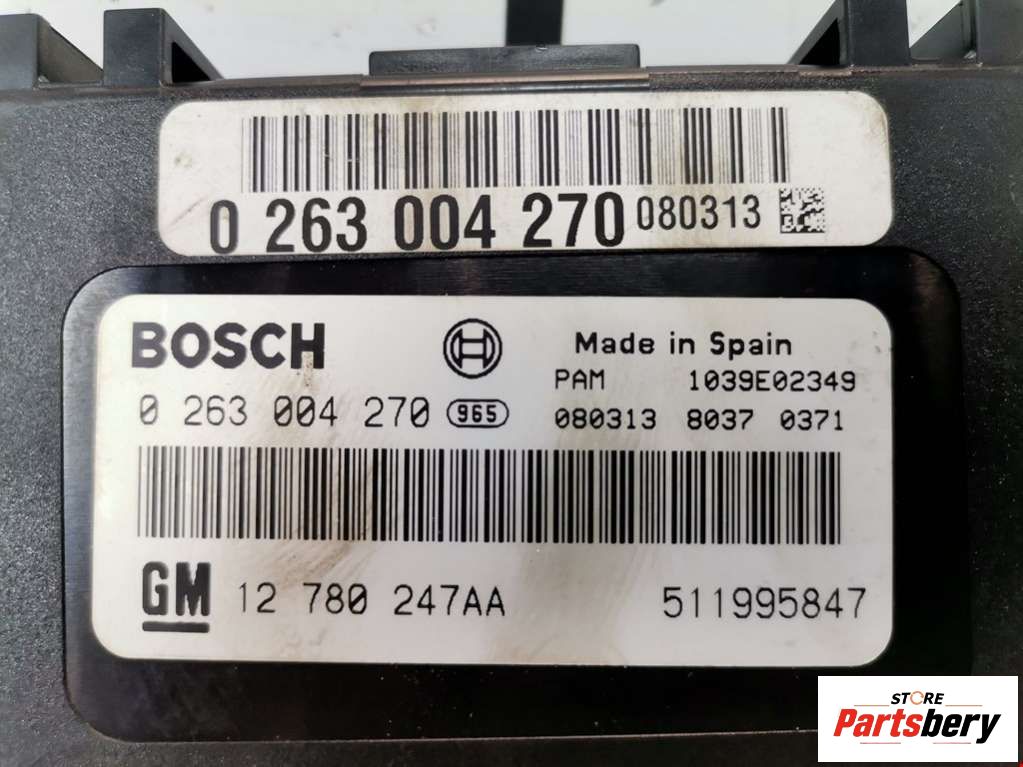 0 263 004 270 080313
BOSCH Made in Spain
PAM 1039E02349
0 263 004 270 965 080313 8037 0371
GM 12 780 247AA 511995847
STORE
Partsbery